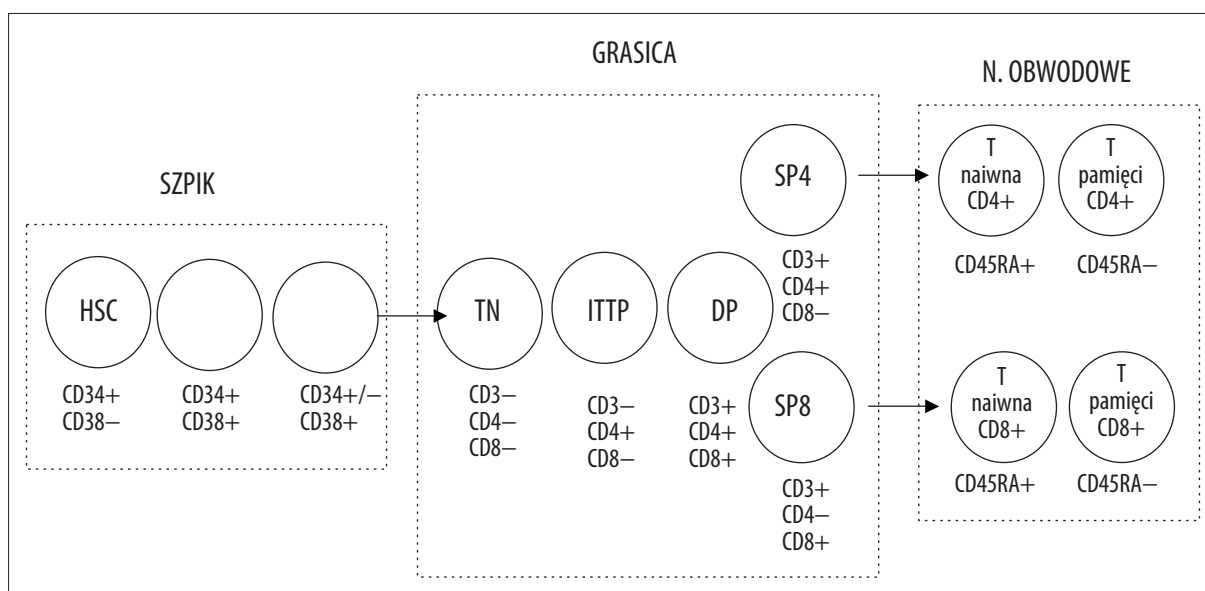 SZPIK
HSC
CD34+
CD38−
CD34+
CD38+
CD34+/−
CD38+
GRASICA
TN
CD3−
CD4−
CD8−
ITTP
CD3−
CD4+
CD8−
DP
CD3+
CD4+
CD8+
SP4
CD3+
CD4+
CD8−
SP8
CD3+
CD4−
CD8+
N. OBWODOWE
T
naiwna
CD4+
CD45RA+
T
pamięci
CD4+
CD45RA−
T
naiwna
CD8+
CD45RA+
T
pamięci
CD8+
CD45RA−